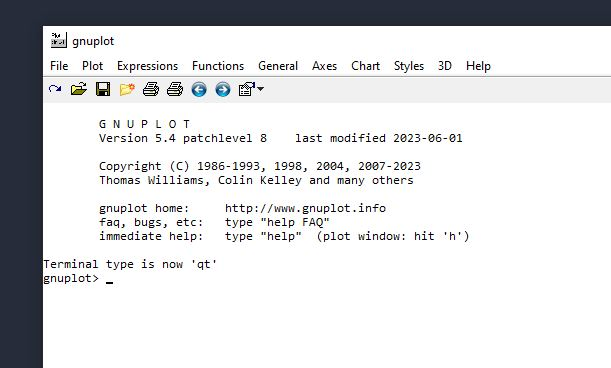 gnuplot
File Plot Expressions Functions General Axes Chart Styles 3D Help
G N U P L O T
Version 5.4 patchlevel 8    last modified 2023-06-01
Copyright (C) 1986-1993, 1998, 2004, 2007-2023
Thomas Williams, Colin Kelley and many others
gnuplot home:     http://www.gnuplot.info
faq, bugs, etc:   type "help FAQ"
immediate help:   type "help"  (plot window: hit 'h')
Terminal type is now 'qt'
gnuplot> _